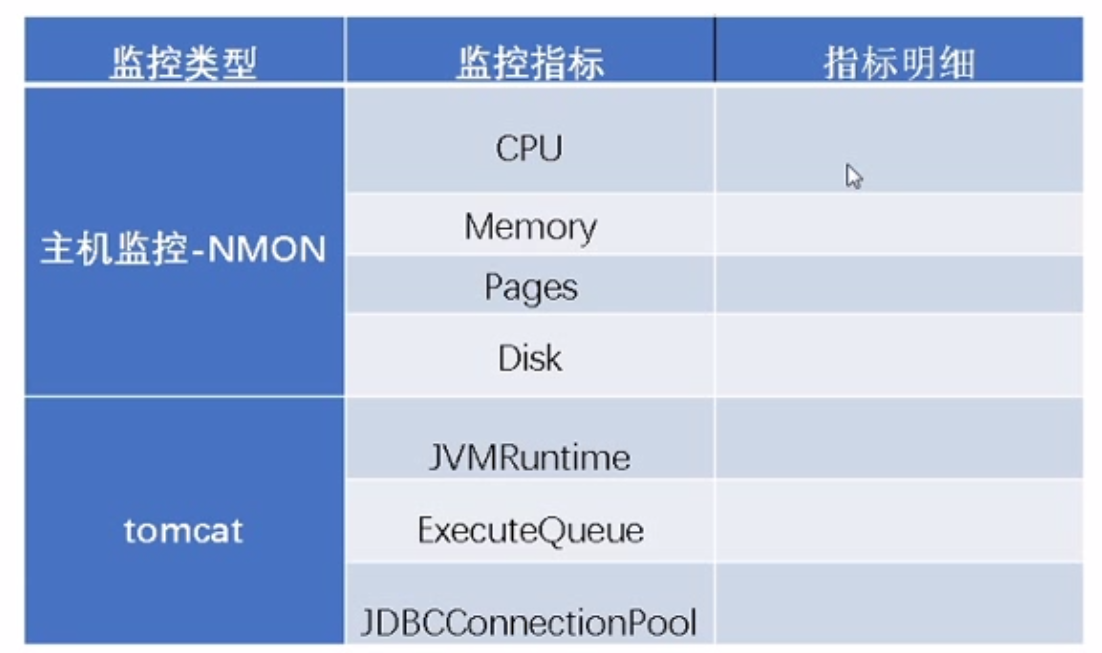 监控类型 监控指标 指标明细
CPU
Memory
主机监控-NMON
Pages
Disk
JVMRuntime
tomcat
ExecuteQueue
JDBCConnectionPool